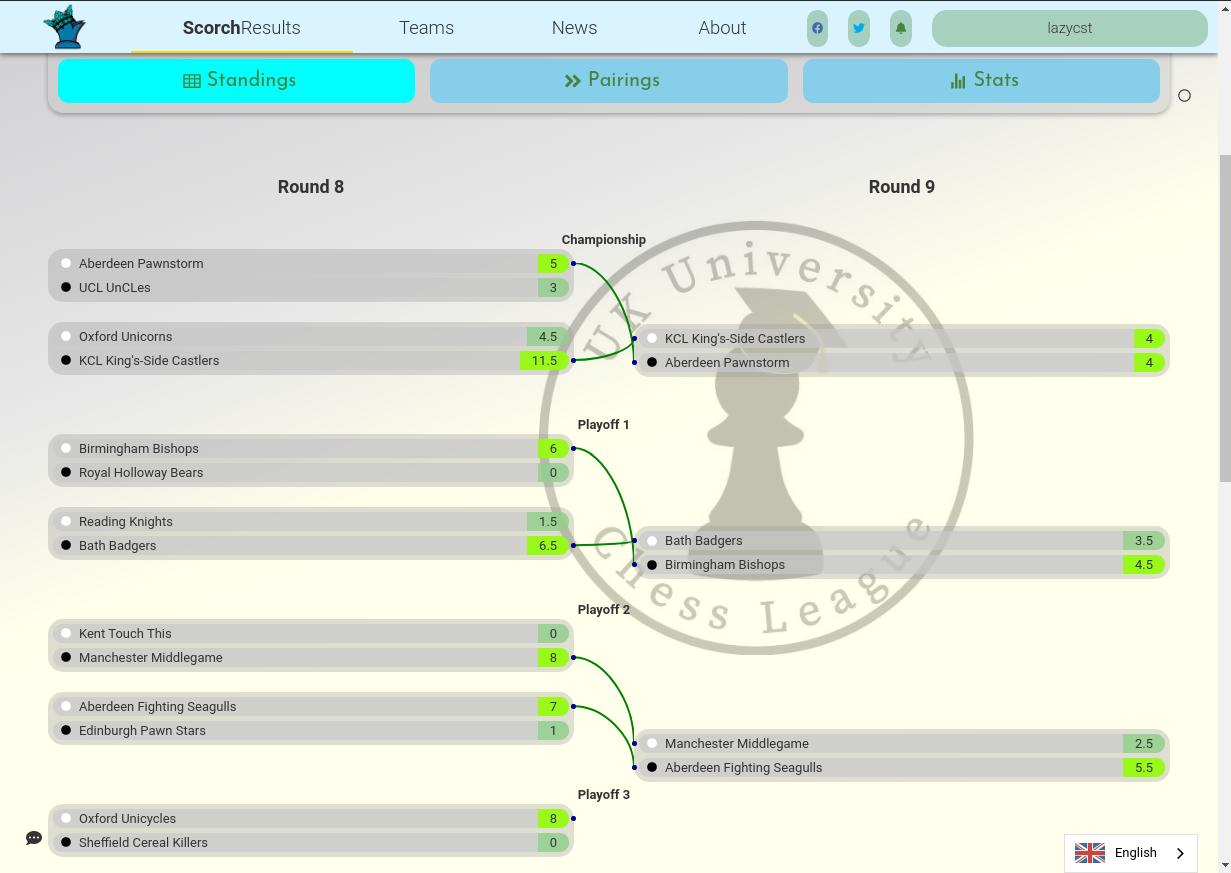 ScorchResults Teams News About lazycst
Standings Pairings Stats
Round 8 Round 9
Championship
Aberdeen Pawnstorm 5
UCL UnCLes 3
Oxford Unicorns 4.5
KCL King's-Side Castlers 11.5
KCL King's-Side Castlers 4
Aberdeen Pawnstorm 4
Playoff 1
Birmingham Bishops 6
Royal Holloway Bears 0
Reading Knights 1.5
Bath Badgers 6.5
Bath Badgers 3.5
Birmingham Bishops 4.5
Playoff 2
Kent Touch This 0
Manchester Middlegame 8
Aberdeen Fighting Seagulls 7
Edinburgh Pawn Stars 1
Manchester Middlegame 2.5
Aberdeen Fighting Seagulls 5.5
Playoff 3
Oxford Unicycles 8
Sheffield Cereal Killers 0
UK University
Chess League
English